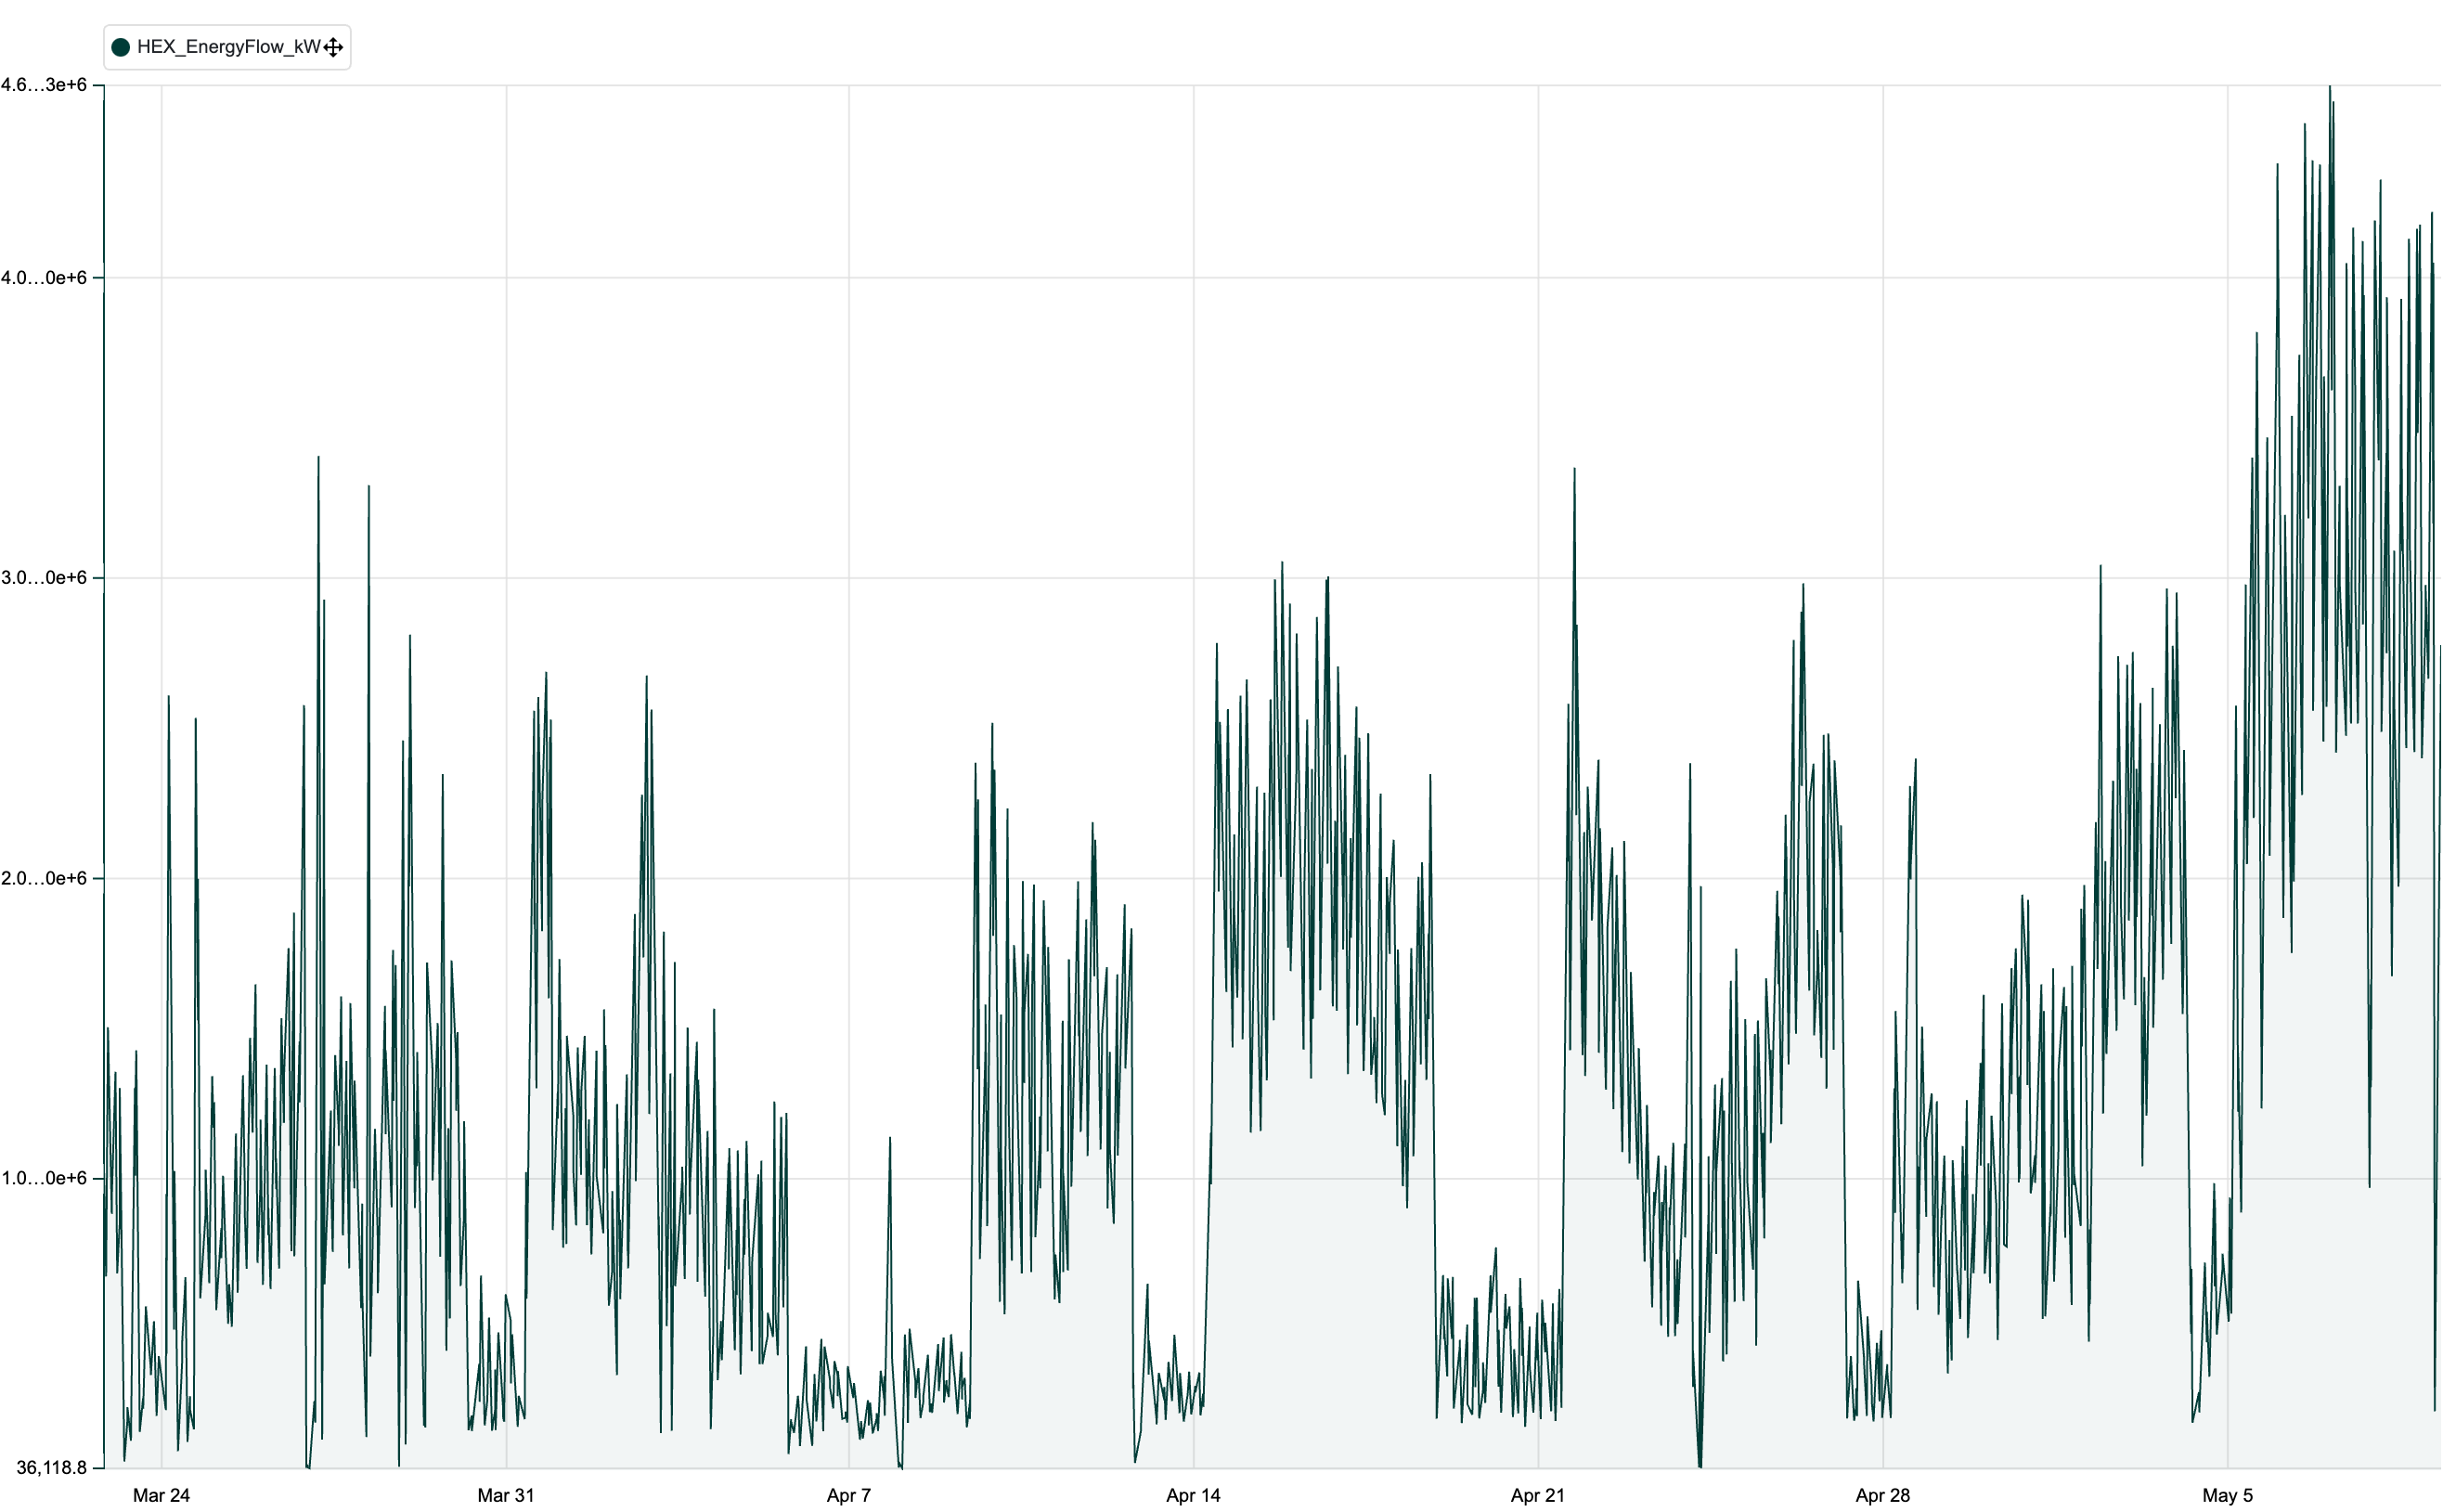 HEX_EnergyFlow_kW
4.6...3e+6
4.0...0e+6
3.0...0e+6
2.0...0e+6
1.0...0e+6
36,118.8
Mar 24 Mar 31 Apr 7 Apr 14 Apr 21 Apr 28 May 5